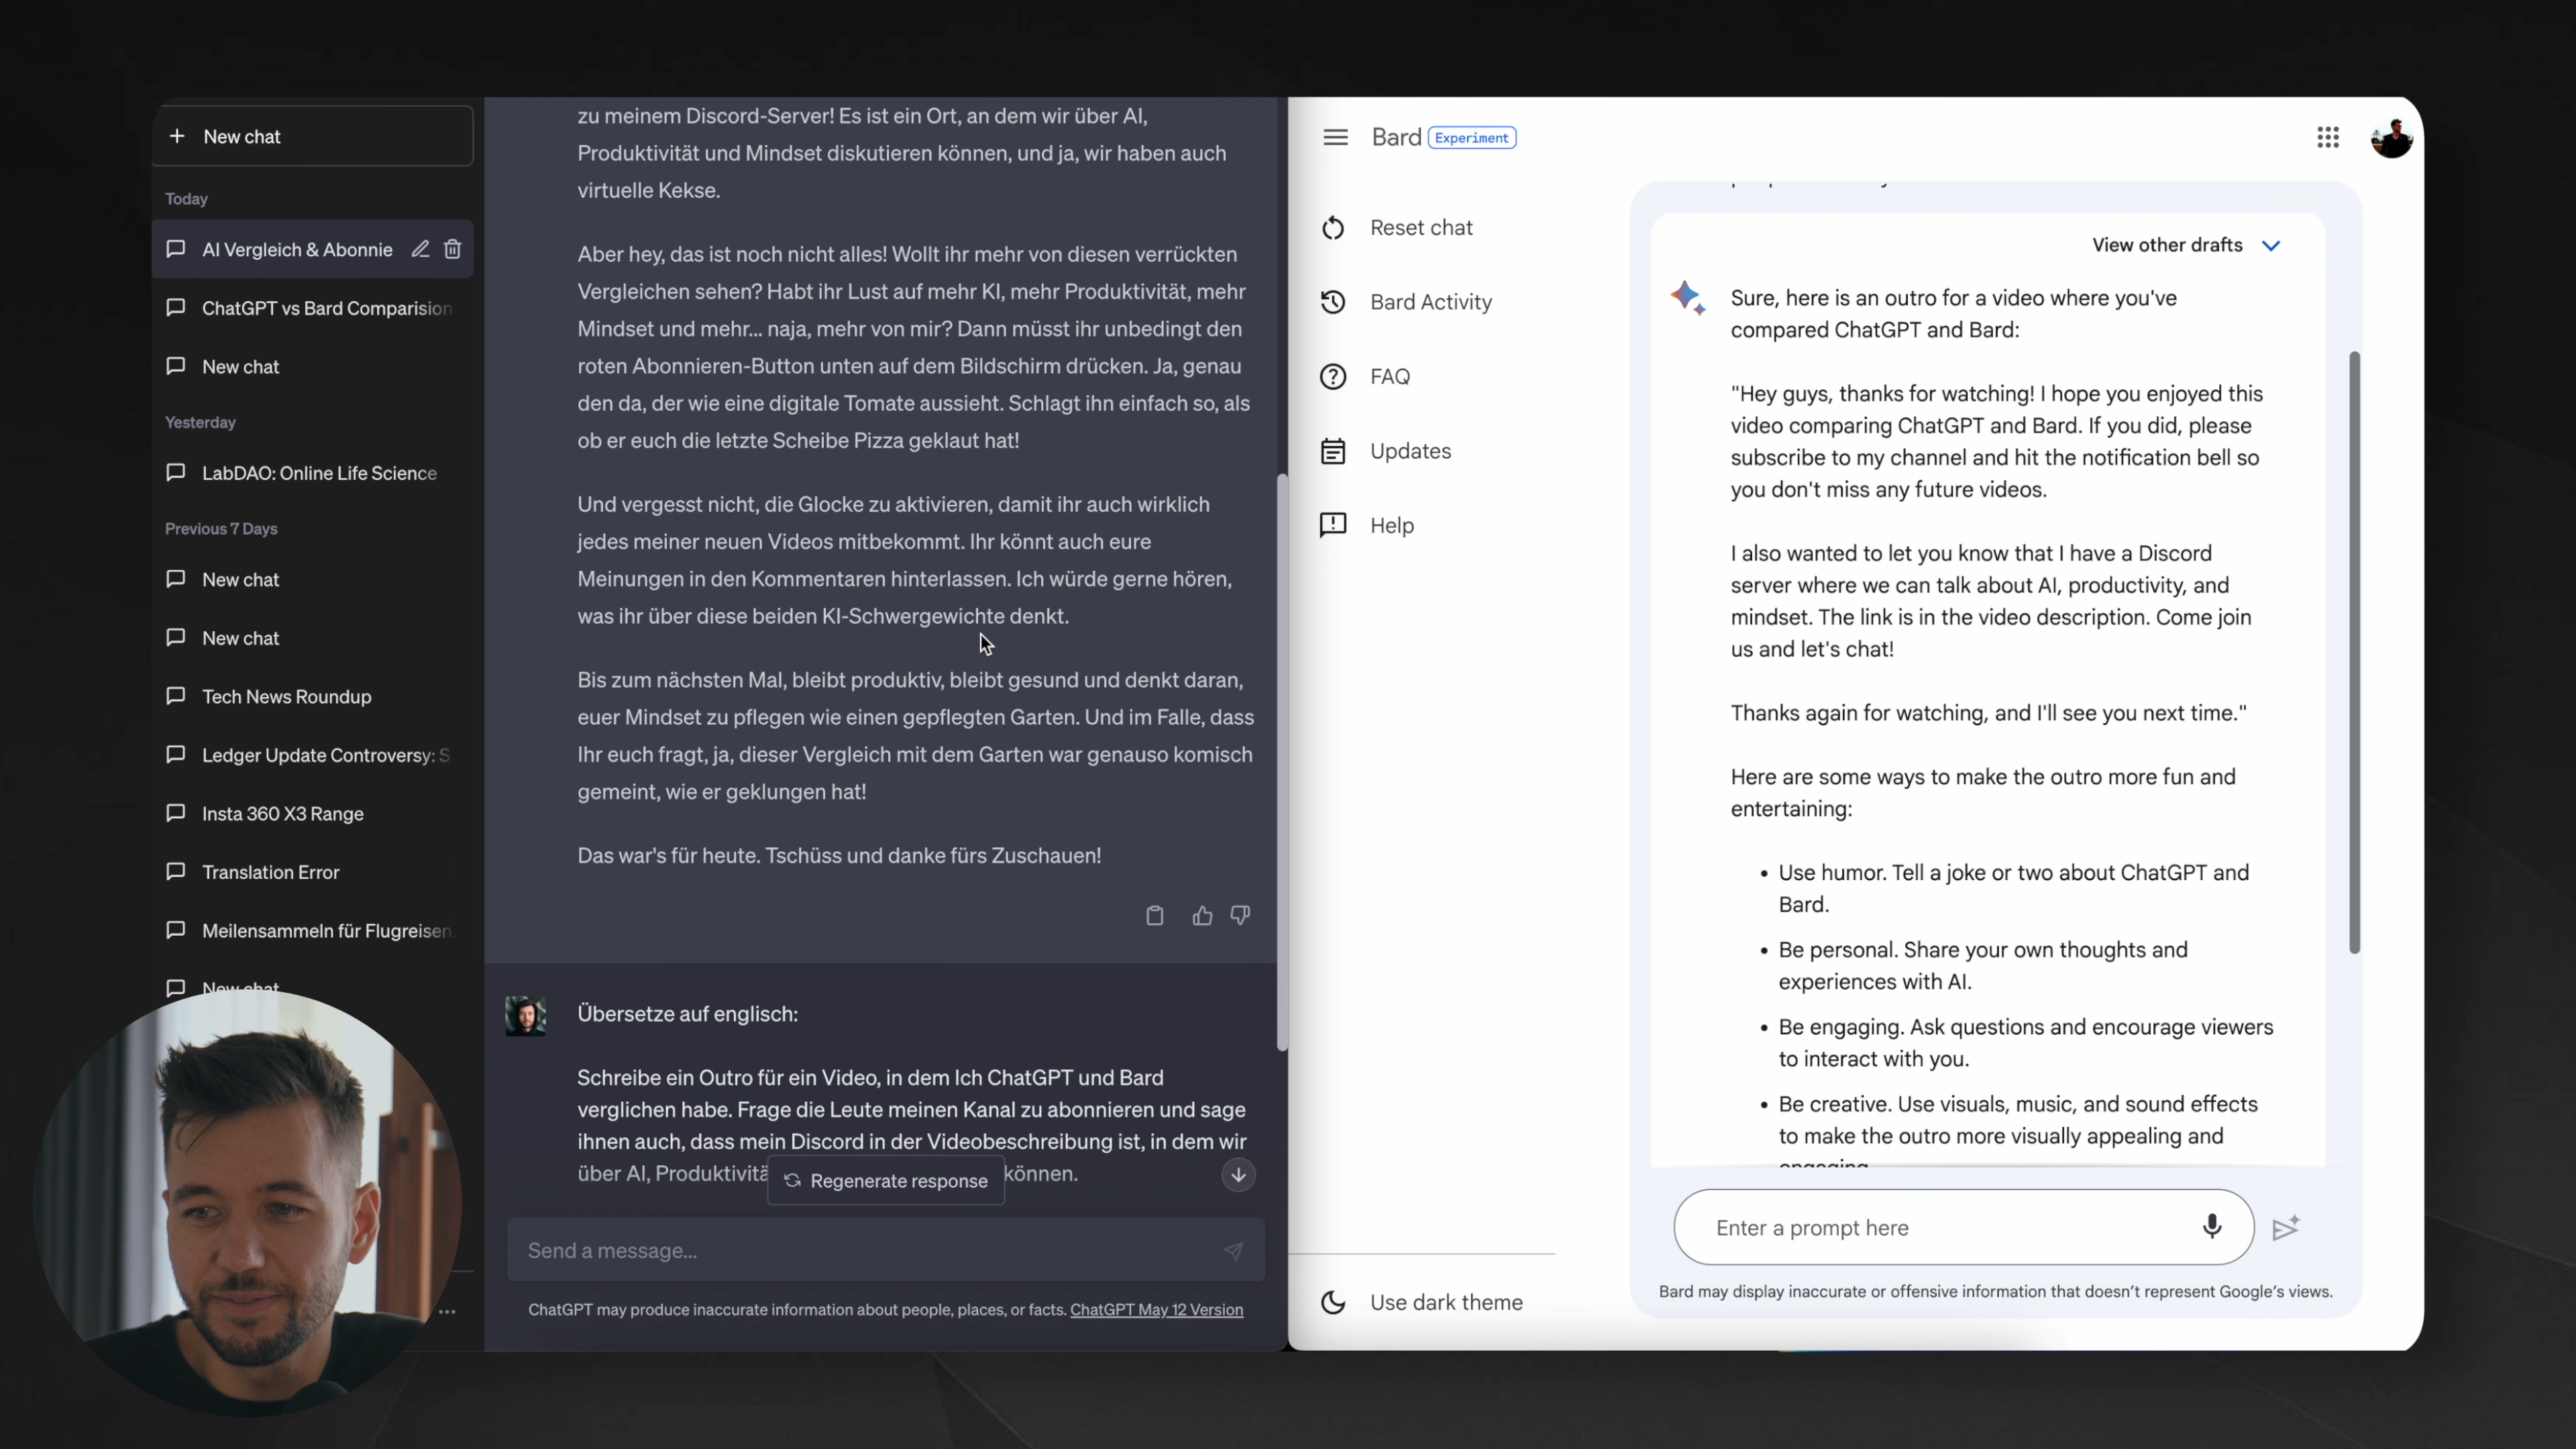 New chat
Today
AI Vergleich & Abonnie
ChatGPT vs Bard Comparision
New chat
Yesterday
LabDAO: Online Life Science
Previous 7 Days
New chat
New chat
Tech News Roundup
Ledger Update Controversy: S
Insta 360 X3 Range
Translation Error
Meilensammeln für Flugreisen.
New chat
zu meinem Discord-Server! Es ist ein Ort, an dem wir über AI,
Produktivität und Mindset diskutieren können, und ja, wir haben auch
virtuelle Kekse.
Aber hey, das ist noch nicht alles! Wollt ihr mehr von diesen verrückten
Vergleichen sehen? Habt ihr Lust auf mehr KI, mehr Produktivität, mehr
Mindset und mehr... naja, mehr von mir? Dann müsst ihr unbedingt den
roten Abonnieren-Button unten auf dem Bildschirm drücken. Ja, genau
den da, der wie eine digitale Tomate aussieht. Schlagt ihn einfach so, als
ob er euch die letzte Scheibe Pizza geklaut hat!
Und vergesst nicht, die Glocke zu aktivieren, damit ihr auch wirklich
jedes meiner neuen Videos mitbekommt. Ihr könnt auch eure
Meinungen in den Kommentaren hinterlassen. Ich würde gerne hören,
was ihr über diese beiden KI-Schwergewichte denkt.
Bis zum nächsten Mal, bleibt produktiv, bleibt gesund und denkt daran,
euer Mindset zu pflegen wie einen gepflegten Garten. Und im Falle, dass
Ihr euch fragt, ja, dieser Vergleich mit dem Garten war genauso komisch
gemeint, wie er geklungen hat!
Das war's für heute. Tschüss und danke fürs Zuschauen!
Übersetze auf englisch:
Schreibe ein Outro für ein Video, in dem Ich ChatGPT und Bard
verglichen habe. Frage die Leute meinen Kanal zu abonnieren und sage
ihnen auch, dass mein Discord in der Videobeschreibung ist, in dem wir
über AI, Produktivitä können.
Regenerate response
Send a message...
ChatGPT may produce inaccurate information about people, places, or facts. ChatGPT May 12 Version
Bard Experiment
Reset chat
Bard Activity
FAQ
Updates
Help
Use dark theme
View other drafts
Sure, here is an outro for a video where you've
compared ChatGPT and Bard:
"Hey guys, thanks for watching! I hope you enjoyed this
video comparing ChatGPT and Bard. If you did, please
subscribe to my channel and hit the notification bell so
you don't miss any future videos.
I also wanted to let you know that I have a Discord
server where we can talk about AI, productivity, and
mindset. The link is in the video description. Come join
us and let's chat!
Thanks again for watching, and I'll see you next time."
Here are some ways to make the outro more fun and
entertaining:
• Use humor. Tell a joke or two about ChatGPT and
Bard.
• Be personal. Share your own thoughts and
experiences with AI.
• Be engaging. Ask questions and encourage viewers
to interact with you.
• Be creative. Use visuals, music, and sound effects
to make the outro more visually appealing and
engaging
Enter a prompt here
Bard may display inaccurate or offensive information that doesn't represent Google's views.